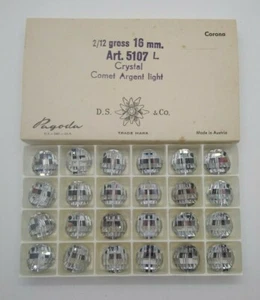 Corona
2/12 gross 16 mm.
Art. 5107 L
Crystal
Comet Argent light
D.S. & Co.
Pagoda
TRADE MARK
Made in Austria